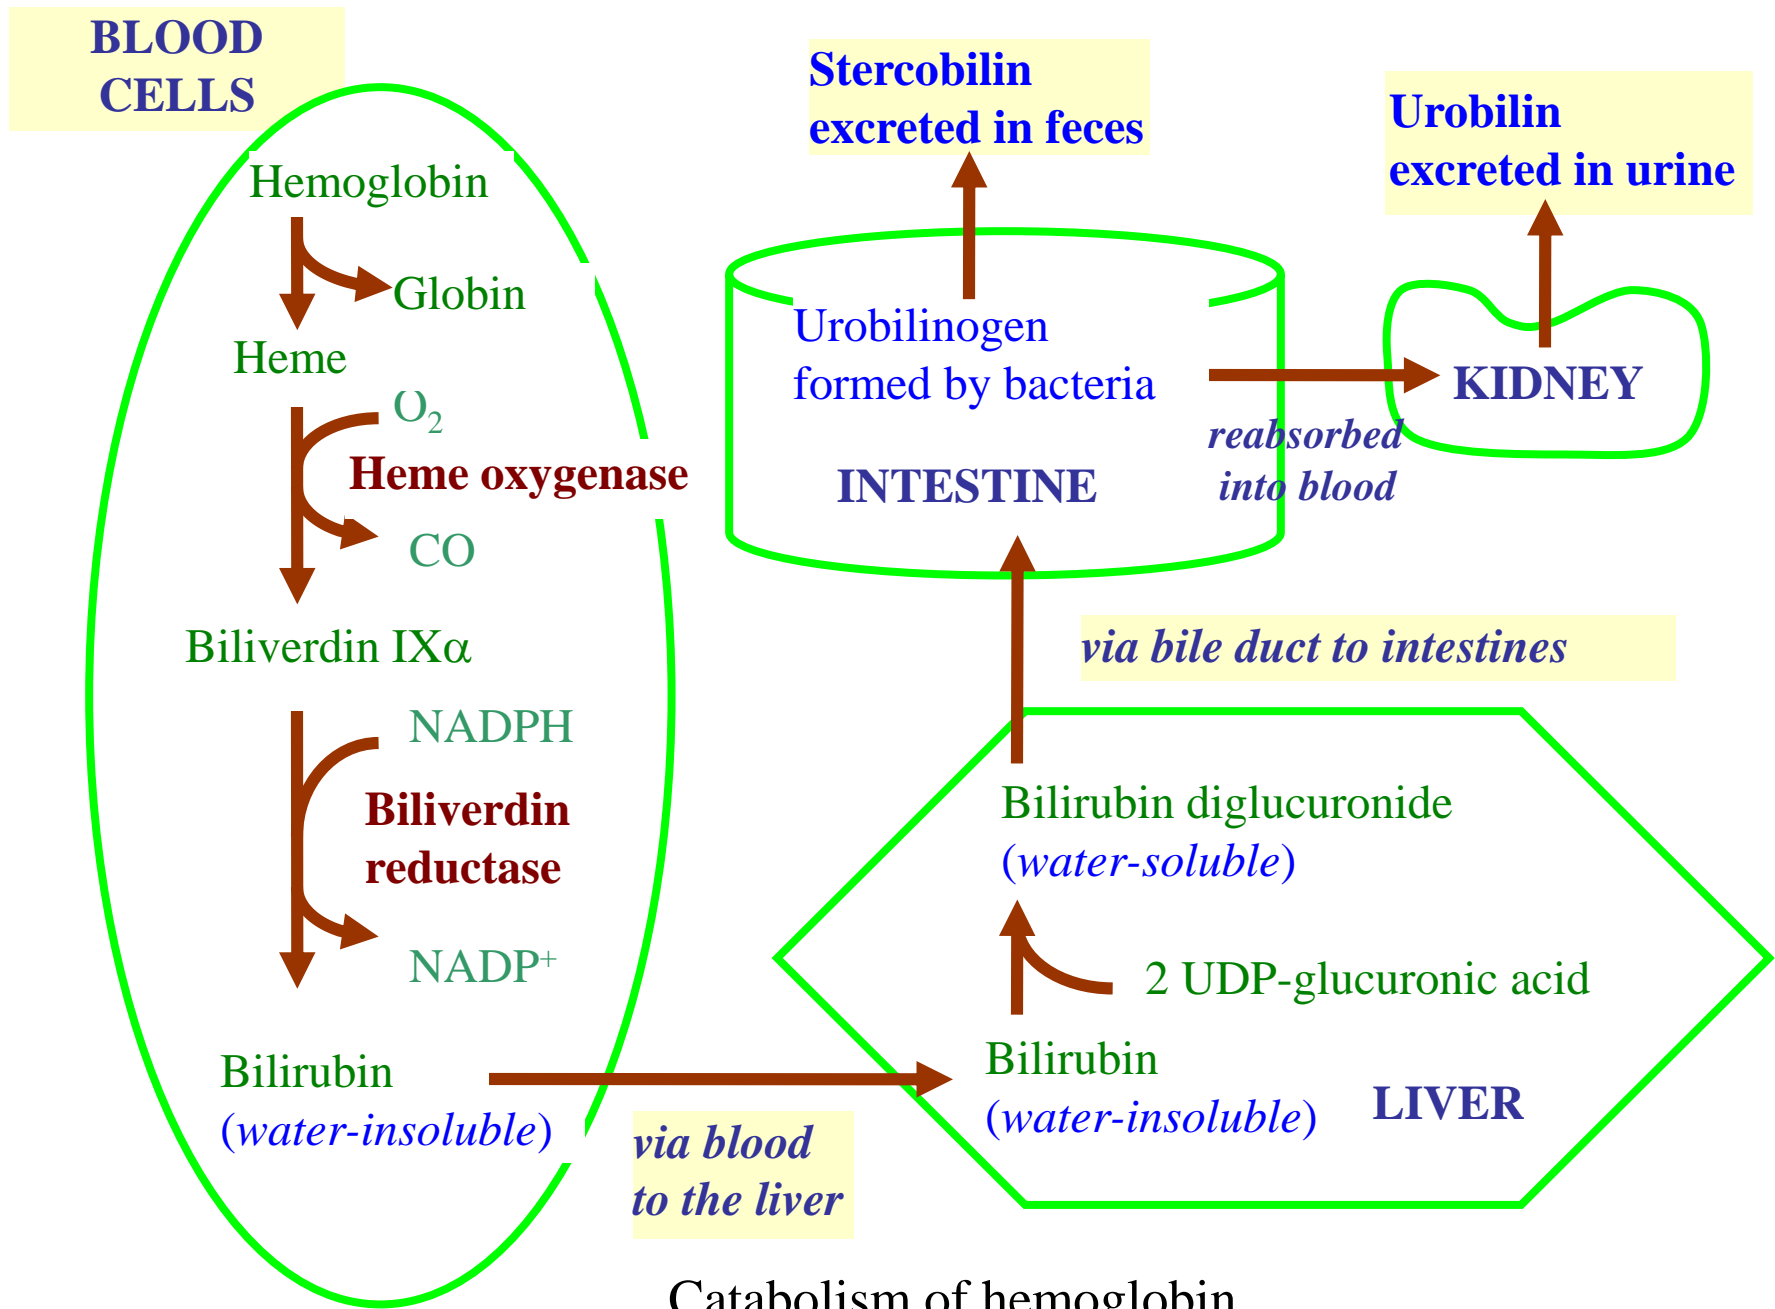 BLOOD
CELLS
Hemoglobin
Globin
Heme
O₂
Heme oxygenase
CO
Biliverdin IXα
NADPH
Biliverdin
reductase
NADP⁺
Bilirubin
(water-insoluble)
via blood
to the liver
Bilirubin
(water-insoluble)
LIVER
2 UDP-glucuronic acid
Bilirubin diglucuronide
(water-soluble)
via bile duct to intestines
INTESTINE
Urobilinogen
formed by bacteria
Stercobilin
excreted in feces
reabsorbed
into blood
KIDNEY
Urobilin
excreted in urine
Catabolism of hemoglobin